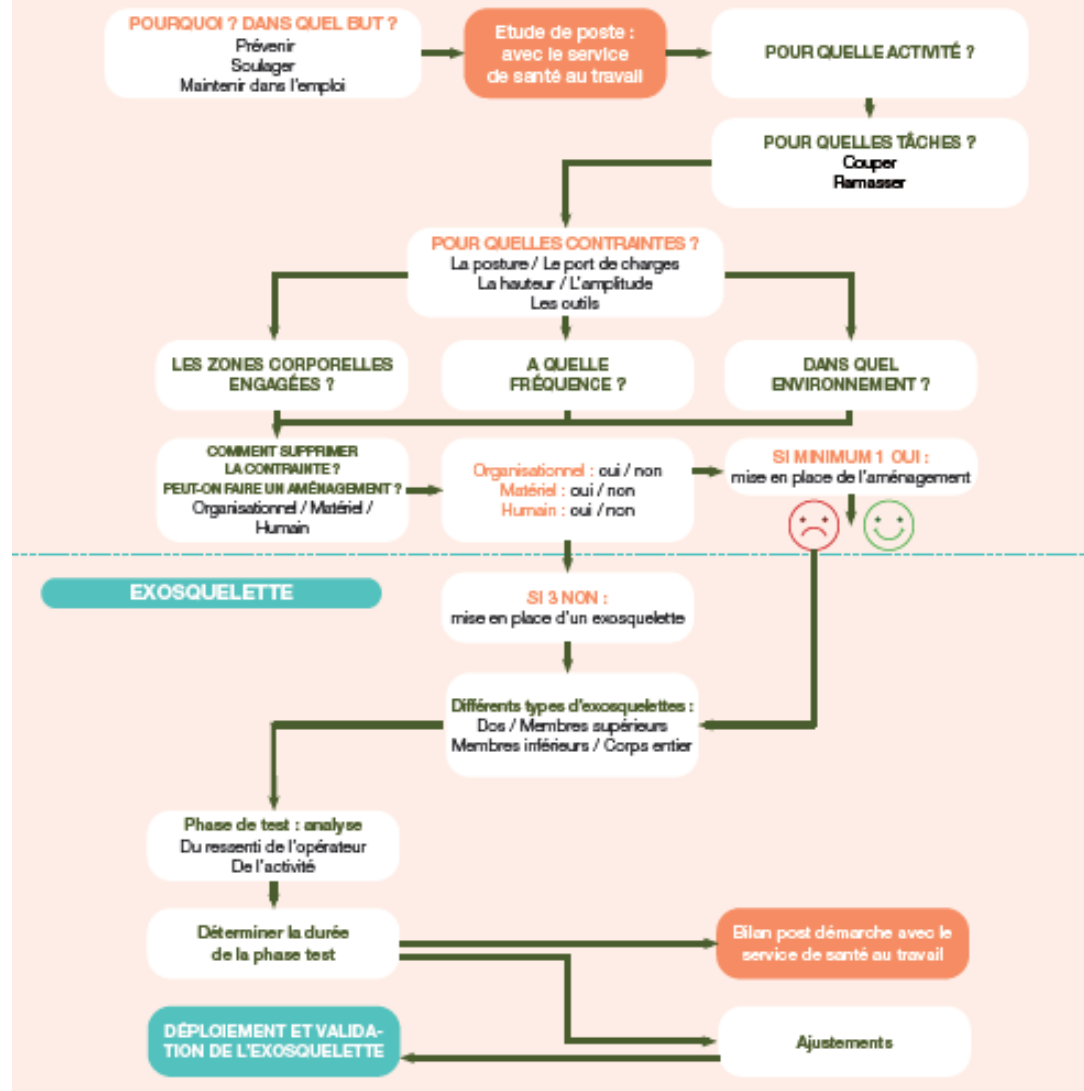 POURQUOI ? DANS QUEL BUT ?
Prévenir
Soulager
Maintenir dans l'emploi
Etude de poste :
avec le service
de santé au travail
POUR QUELLE ACTIVITÉ ?
POUR QUELLES TÂCHES ?
Couper
Ramasser
POUR QUELLES CONTRAINTES ?
La posture / Le port de charges
La hauteur / L'amplitude
Les outils
LES ZONES CORPORELLES
ENGAGÉES ?
A QUELLE
FRÉQUENCE ?
DANS QUEL
ENVIRONNEMENT ?
COMMENT SUPPRIMER
LA CONTRAINTE ?
PEUT-ON FAIRE UN AMÉNAGEMENT ?
Organisationnel / Matériel /
Humain
Organisationnel : oui / non
Matériel : oui / non
Humain : oui / non
SI MINIMUM 1 OUI :
mise en place de l'aménagement
EXOSQUELETTE
SI 3 NON :
mise en place d'un exosquelette
Différents types d'exosquelettes :
Dos / Membres supérieurs
Membres inférieurs / Corps entier
Phase de test : analyse
Du ressenti de l'opérateur
De l'activité
Déterminer la durée
de la phase test
Bilan post démarche avec le
service de santé au travail
Ajustements
DÉPLOIEMENT ET VALIDA-
TION DE L'EXOSQUELETTE